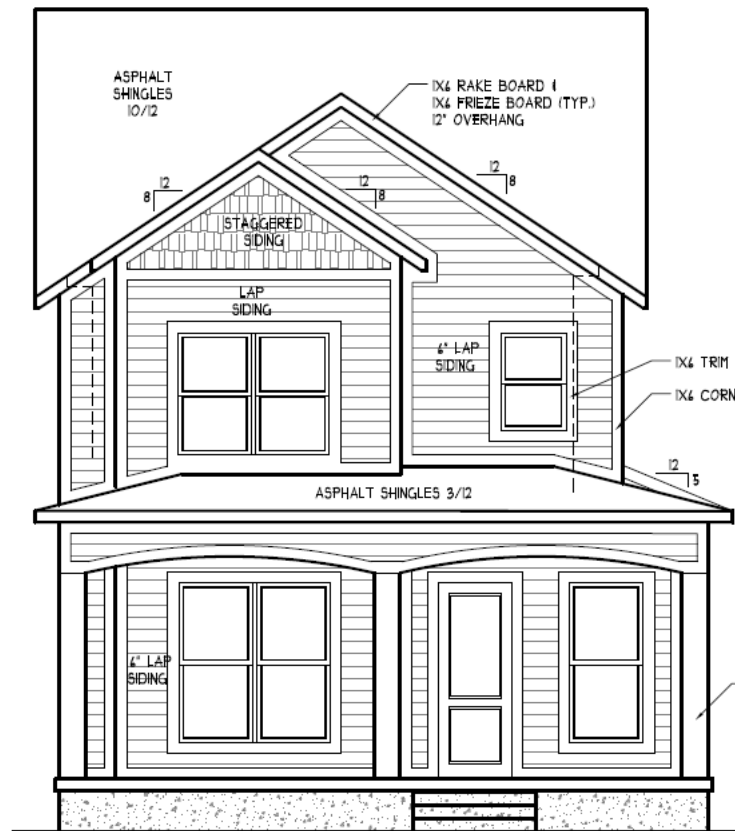 ASPHALT
SHINGLES
10/12
1X6 RAKE BOARD &
1X6 FRIEZE BOARD (TYP.)
12" OVERHANG
12
8
12
8
12
8
STAGGERED
SIDING
LAP
SIDING
6" LAP
SIDING
1X6 TRIM
1X6 CORN
12
3
ASPHALT SHINGLES 3/12
6" LAP
SIDING